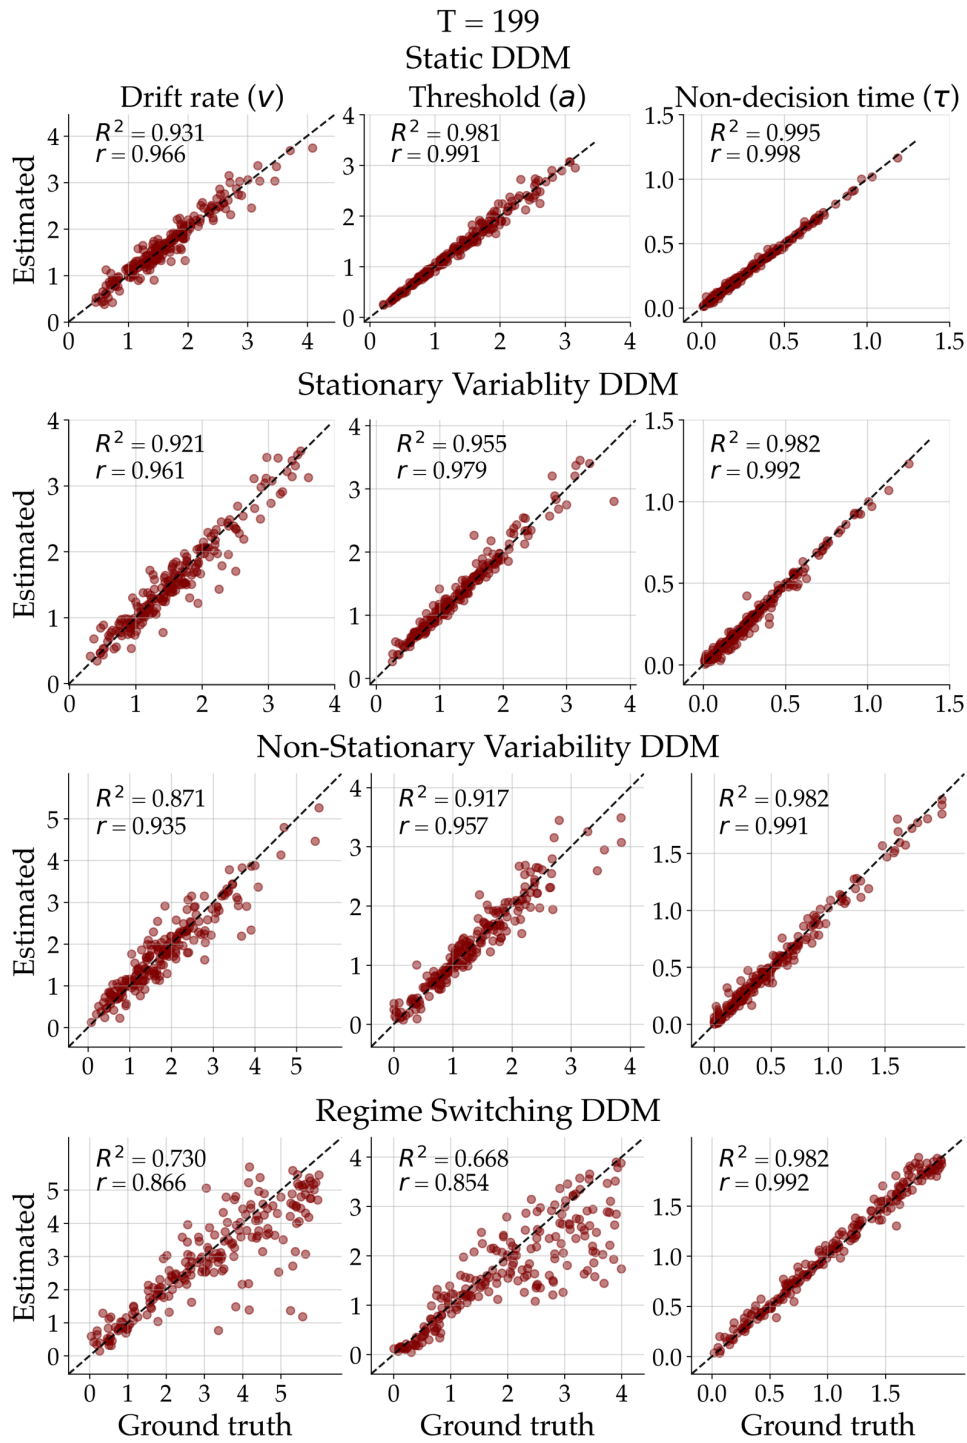 T = 199
Static DDM
Drift rate (v)
Threshold (a)
Non-decision time (τ)
Estimated
R² = 0.931
r = 0.966
4
3
2
1
0
0 1 2 3 4
R² = 0.981
r = 0.991
4
3
2
1
0
0 1 2 3 4
R² = 0.995
r = 0.998
1.5
1.0
0.5
0.0
0.0 0.5 1.0 1.5
Stationary Variablity DDM
Estimated
R² = 0.921
r = 0.961
4
3
2
1
0
0 1 2 3 4
R² = 0.955
r = 0.979
4
3
2
1
0
0 1 2 3 4
R² = 0.982
r = 0.992
1.5
1.0
0.5
0.0
0.0 0.5 1.0 1.5
Non-Stationary Variability DDM
Estimated
R² = 0.871
r = 0.935
5
4
3
2
1
0
0 1 2 3 4 5
R² = 0.917
r = 0.957
4
3
2
1
0
0 1 2 3 4
R² = 0.982
r = 0.991
1.5
1.0
0.5
0.0
0.0 0.5 1.0 1.5
Regime Switching DDM
Estimated
R² = 0.730
r = 0.866
5
4
3
2
1
0
0 1 2 3 4 5
Ground truth
R² = 0.668
r = 0.854
4
3
2
1
0
0 1 2 3 4
Ground truth
R² = 0.982
r = 0.992
1.5
1.0
0.5
0.0
0.0 0.5 1.0 1.5
Ground truth